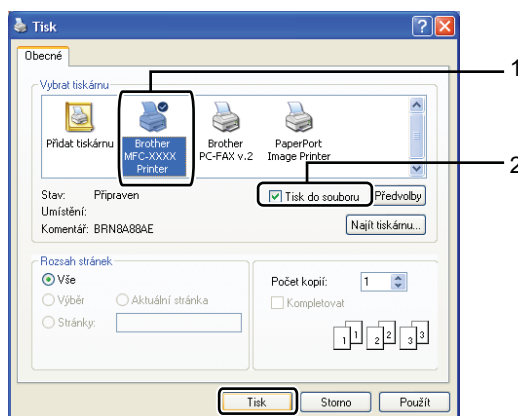 Tisk
Obecné
1
Vybrat tiskárnu
Přidat tiskárnu
Brother
MFC-XXXX
Printer
Brother
PC-FAX v.2
PaperPort
Image Printer
2
Stav: Připraven
Tisk do souboru
Předvolby
Umístění:
Komentář: BRN8A88AE
Najít tiskárnu...
Rozsah stránek
Vše
Výběr
Aktuální stránka
Stránky:
Počet kopií: 1
Kompletovat
1 1 2 2 3 3
Tisk
Storno
Použít